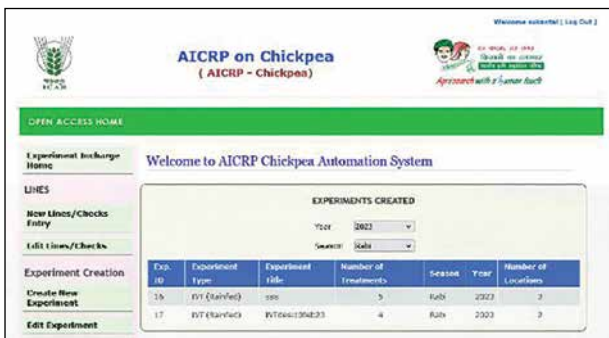 Welcome sukantal [ Log Out ]
AICRP on Chickpea
( AICRP - Chickpea)
ICAR
Agrisearch with a human touch
OPEN ACCESS HOME
Experiment Incharge
Home
Welcome to AICRP Chickpea Automation System
LINES
New Lines/Checks
Entry
Edit Lines/Checks
Experiment Creation
Create New
Experiment
Edit Experiment
EXPERIMENTS CREATED
Year 2023
Season Rabi
Exp. ID Experiment Type Experiment Title Number of Treatments Season Year Number of Locations
16 IVT (Rainfed) 5 Rabi 2023
17 IVT (Rainfed) 4 Rabi 2023